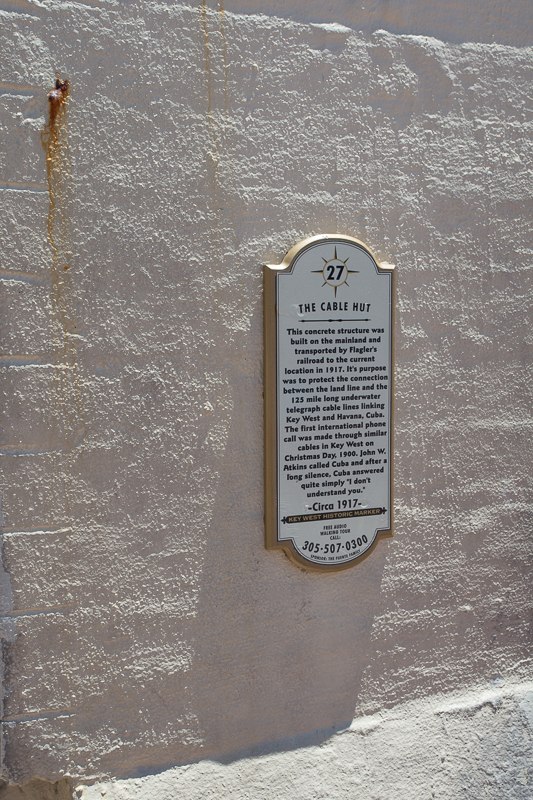 27
THE CABLE HUT
This concrete structure was
built on the mainland and
transported by Flagler's
railroad to the current
location in 1917. It's purpose
was to protect the connection
between the land line and the
125 mile long underwater
telegraph cable lines linking
Key West and Havana, Cuba.
The first international phone
call was made through similar
cables in Key West on
Christmas Day, 1900. John W.
Atkins called Cuba and after a
long silence, Cuba answered
quite simply "I don't
understand you."
~Circa 1917~
KEY WEST HISTORIC MARKER
FREE AUDIO
WALKING TOUR
CALL:
305-507-0300
SPONSOR: THE FUENTE FAMILY